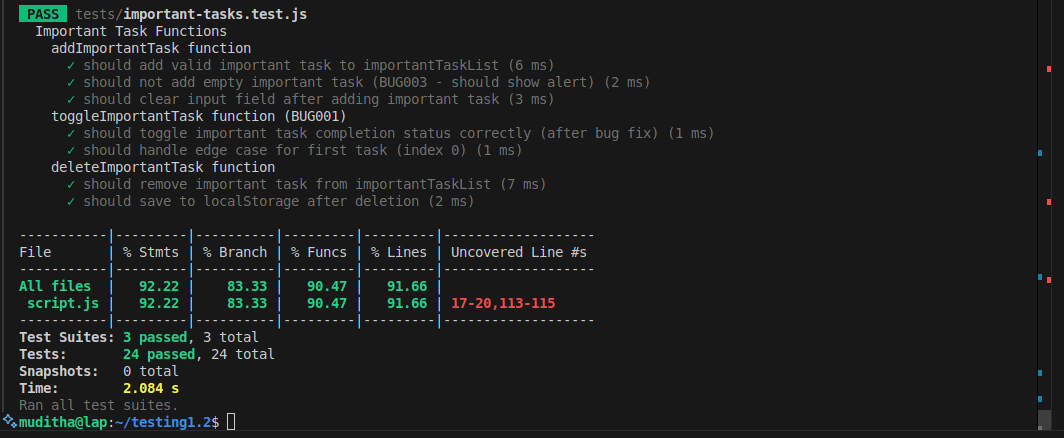 PASS tests/important-tasks.test.js
Important Task Functions
addImportantTask function
✓ should add valid important task to importantTaskList (6 ms)
✓ should not add empty important task (BUG003 - should show alert) (2 ms)
✓ should clear input field after adding important task (3 ms)
toggleImportantTask function (BUG001)
✓ should toggle important task completion status correctly (after bug fix) (1 ms)
✓ should handle edge case for first task (index 0) (1 ms)
deleteImportantTask function
✓ should remove important task from importantTaskList (7 ms)
✓ should save to localStorage after deletion (2 ms)
-----------|---------|----------|---------|---------|-------------------
File       | % Stmts | % Branch | % Funcs | % Lines | Uncovered Line #s
-----------|---------|----------|---------|---------|-------------------
All files  |   92.22 |    83.33 |   90.47 |   91.66 |
 script.js |   92.22 |    83.33 |   90.47 |   91.66 | 17-20,113-115
-----------|---------|----------|---------|---------|-------------------
Test Suites: 3 passed, 3 total
Tests:       24 passed, 24 total
Snapshots:   0 total
Time:        2.084 s
Ran all test suites.
muditha@lap:~/testing1.2$